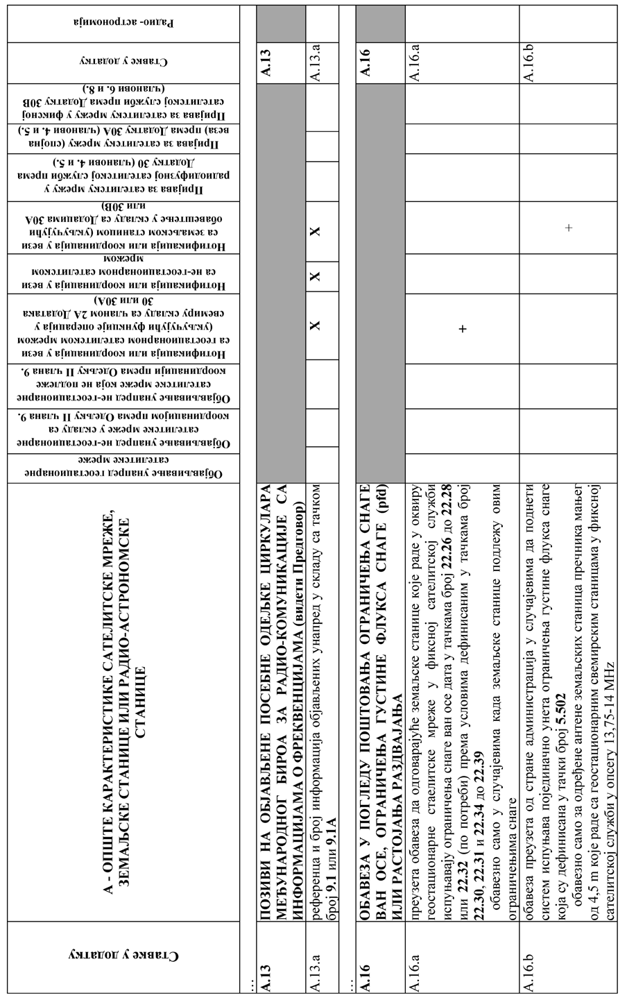 Ставке у додатку
А - ОПШТЕ КАРАКТЕРИСТИКЕ САТЕЛИТСКЕ МРЕЖЕ,
ЗЕМАЉСКЕ СТАНИЦЕ ИЛИ РАДИО-АСТРОНОМСКЕ
СТАНИЦЕ
Објављивање унапред геостационарне
сателитске мреже
Објављивање унапред не-геостационарне
сателитске мреже у складу са
координацијом према Одељку II члана 9.
Објављивање унапред не-геостационарне
сателитске мреже која не подлеже
координацији према Одељку II члана 9.
Нотификација или координација у вези
са геостационарном сателитском мрежом
(укључујући функције операција у
свемиру складу са чланом 2А Додатака
30 или 30А)
Нотификација или координација у вези
са не-геостационарном сателитском
мрежом
Нотификација или координација у вези
са земаљском станицом (укључујући
обавештење у складу са Додацима 30А
или 30В)
Пријава за сателитску мрежу у
радиодифузној сателитској служби према
Додатку 30 (чланови 4. и 5.)
Пријава за сателитску мрежу (спојна
веза) према Додатку 30А (чланови 4. и 5.)
Пријава за сателитску мрежу у фиксној
сателитској служби према Додатку 30В
(чланови 6. и 8.)
Ставке у додатку
Радио- астрономија
...
А.13
ПОЗИВИ НА ОБЈАВЉЕНЕ ПОСЕБНЕ ОДЕЉКЕ ЦИРКУЛАРА
МЕЂУНАРОДНОГ БИРОА ЗА РАДИО-КОМУНИКАЦИЈЕ СА
ИНФОРМАЦИЈАМА О ФРЕКВЕНЦИЈАМА (видети Предговор)
А.13
А.13.a
референца и број информација објављених унапред у складу са тачком
број 9.1 или 9.1А
X
X
X
А.13.a
...
А.16
ОБАВЕЗА У ПОГЛЕДУ ПОШТОВАЊА ОГРАНИЧЕЊА СНАГЕ
ВАН ОСЕ, ОГРАНИЧЕЊА ГУСТИНЕ ФЛУКСА СНАГЕ (pfd)
ИЛИ РАСТОЈАЊА РАЗДВАЈАЊА
А.16
А.16.a
преузета обавеза да одговарајуће земаљске станице које раде у оквиру
геостационарне стаелитске мреже у фиксној сателитској служби
испуњавају ограничења снаге ван осе дата у тачкама број 22.26 до 22.28
или 22.32 (по потреби) према условима дефинисаним у тачкама број
22.30, 22.31 и 22.34 до 22.39
обавезно само у случајевима када земаљске станице подлежу овим
ограничењима снаге
+
А.16.a
А.16.b
обавеза преузета од стране администрација у случајевима да поднети
систем испуњава појединачно унета ограничења густине флукса снаге
која су дефинисана у тачки број 5.502
обавезно само за одређене антене земаљских станица пречника мањег
од 4,5 m које раде са геостационарним свемирским станицама у фиксној
сателитској служби у опсегу 13,75-14 MHz
+
А.16.b